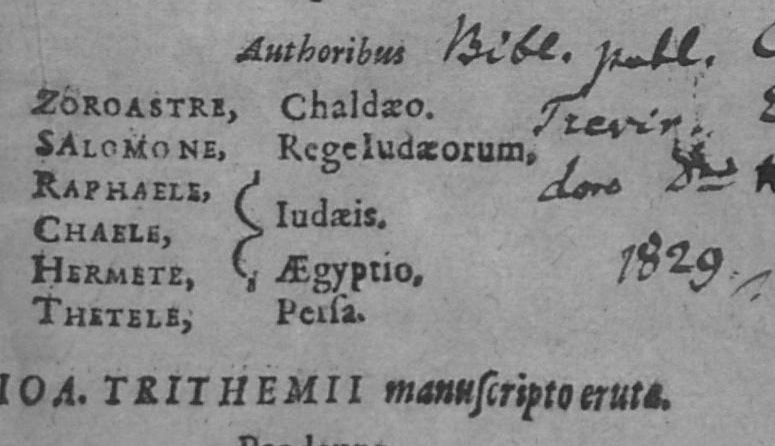 Authoribus Bibl. publ.
ZOROASTRE, Chaldæo. Trevir.
SALOMONE, Rege Iudæorum,
RAPHAELE, dono
CHAELE, Iudæis.
HERMETE, Ægyptio, 1829
THETELE, Perſa.
IOA. TRITHEMII manuſcripto eruta.